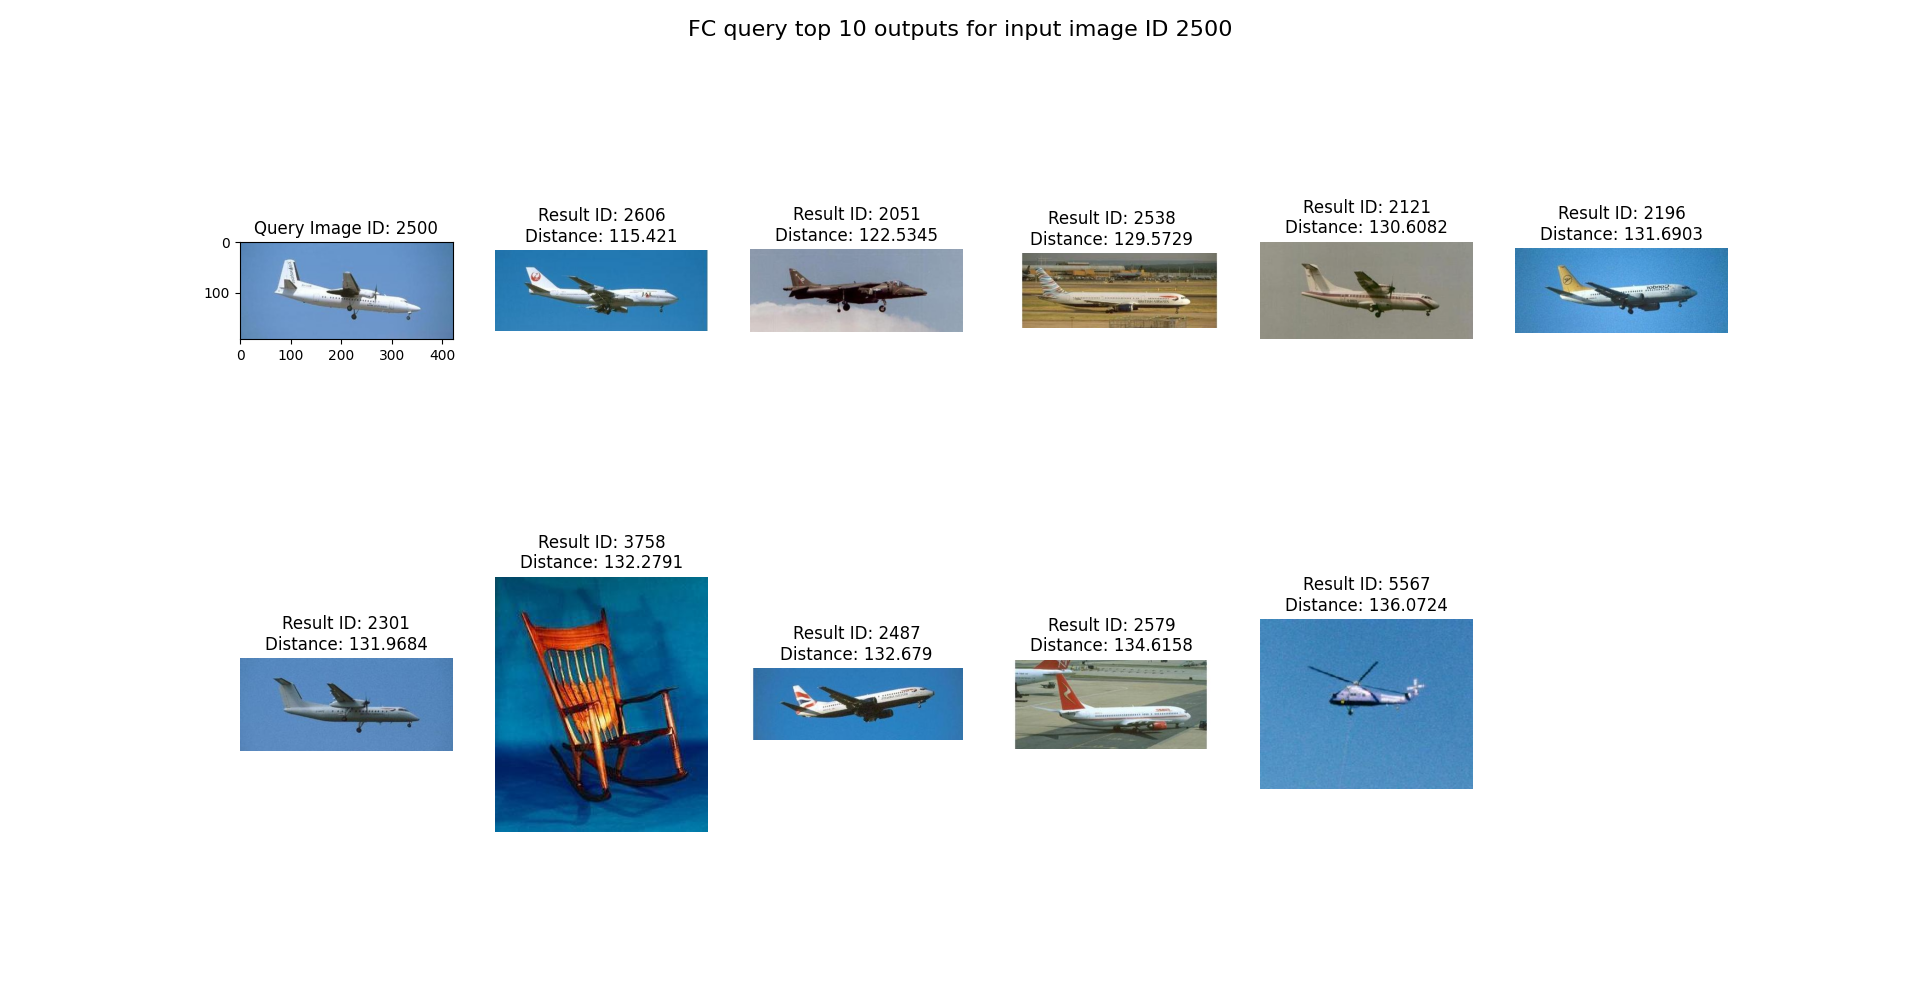 FC query top 10 outputs for input image ID 2500
Query Image ID: 2500
0
100
0 100 200 300 400
Result ID: 2606
Distance: 115.421
Result ID: 2051
Distance: 122.5345
Result ID: 2538
Distance: 129.5729
Result ID: 2121
Distance: 130.6082
Result ID: 2196
Distance: 131.6903
Result ID: 2301
Distance: 131.9684
Result ID: 3758
Distance: 132.2791
Result ID: 2487
Distance: 132.679
Result ID: 2579
Distance: 134.6158
Result ID: 5567
Distance: 136.0724